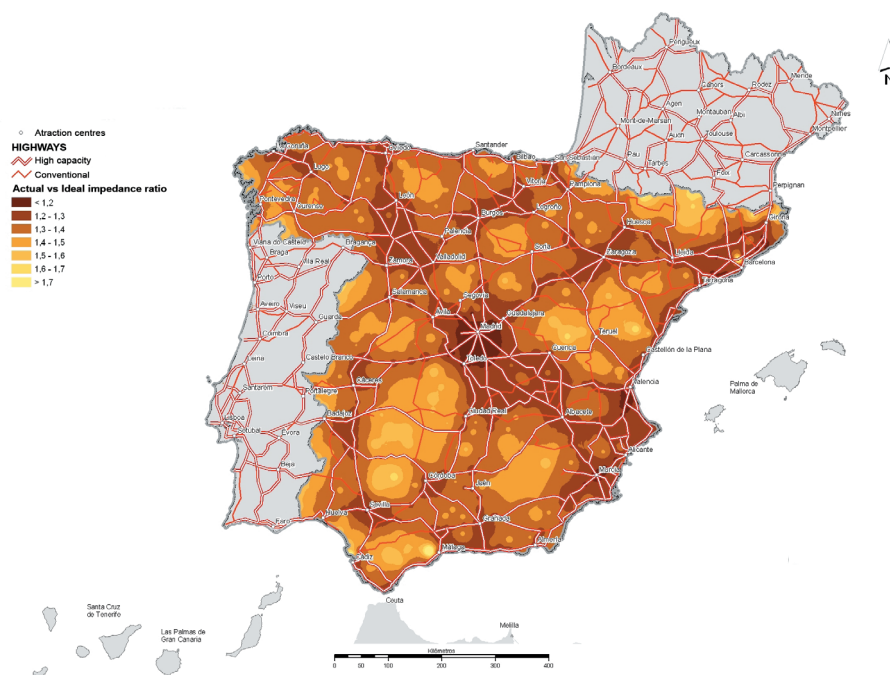 Atraction centres
HIGHWAYS
High capacity
Conventional
Actual vs Ideal impedance ratio
< 1,2
1,2 - 1,3
1,3 - 1,4
1,4 - 1,5
1,5 - 1,6
1,6 - 1,7
> 1,7
Perigueux
Bordeaux
Cahors
Rodez
Mende
Agen
Montauban
Albi
Nimes
Mont-de-Marsan
Auch
Toulouse
Montpellier
Pau
Tarbes
Carcassonne
Foix
Perpignan
N
Santander
Bilbao
San Sebastian
Lugo
Vitoria
Pamplona
León
Pontevedra
Ourense
Burgos
Logroño
Huesca
Girona
Palencia
Viana do Castelo
Bragança
Braga
Vila Real
Zamora
Valladolid
Soria
Zaragoza
Lleida
Barcelona
Porto
Tarragona
Salamanca
Segovia
Aveiro
Viseu
Guarda
Ávila
Guadalajara
Madrid
Teruel
Coimbra
Cuenca
Castellón de la Plana
Leiria
Castelo Branco
Toledo
Cáceres
Valencia
Palma de
Mallorca
Santarem
Portalegre
Lisboa
Badajoz
Ciudad Real
Albacete
Setubal
Évora
Alicante
Beja
Murcia
Córdoba
Jaén
Sevilla
Faro
Huelva
Granada
Almería
Málaga
Cádiz
Ceuta
Melilla
Santa Cruz
de Tenerife
Las Palmas de
Gran Canaria
Kilómetros
0 50 100 200 300 400